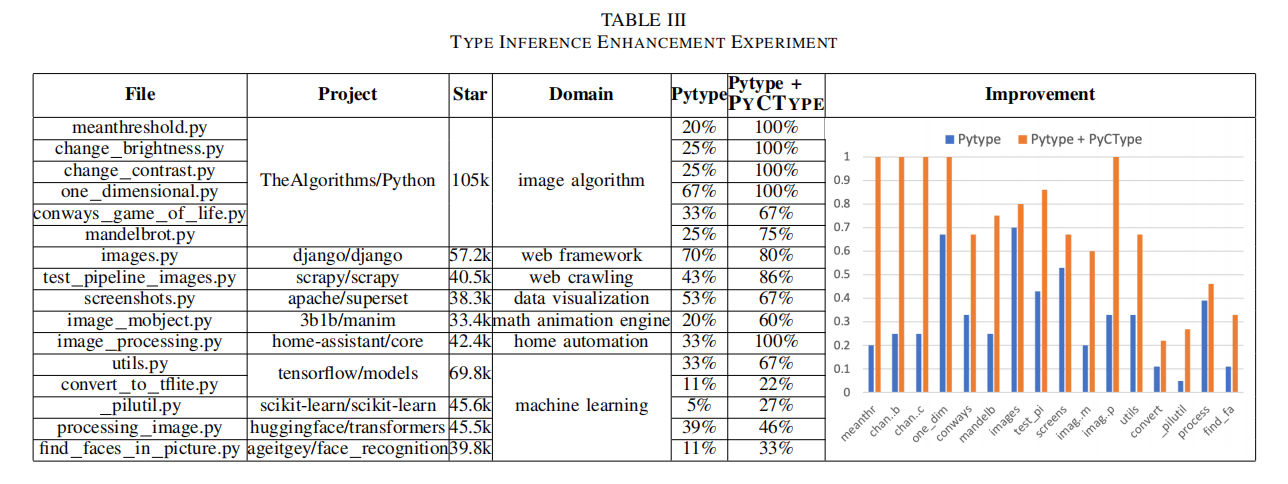 TABLE III
TYPE INFERENCE ENHANCEMENT EXPERIMENT
File Project Star Domain Pytype Pytype + PYCTYPE Improvement
meanthreshold.py 20% 100%
change_brightness.py 25% 100%
change_contrast.py 25% 100%
one_dimensional.py TheAlgorithms/Python 105k image algorithm 67% 100%
conways_game_of_life.py 33% 67%
mandelbrot.py 25% 75%
images.py django/django 57.2k web framework 70% 80%
test_pipeline_images.py scrapy/scrapy 40.5k web crawling 43% 86%
screenshots.py apache/superset 38.3k data visualization 53% 67%
image_mobject.py 3b1b/manim 33.4k math animation engine 20% 60%
image_processing.py home-assistant/core 42.4k home automation 33% 100%
utils.py tensorflow/models 69.8k 33% 67%
convert_to_tflite.py 11% 22%
_pilutil.py scikit-learn/scikit-learn 45.6k machine learning 5% 27%
processing_image.py huggingface/transformers 45.5k 39% 46%
find_faces_in_picture.py ageitgey/face_recognition 39.8k 11% 33%
Pytype Pytype + PyCType
1
0.9
0.8
0.7
0.6
0.5
0.4
0.3
0.2
0.1
0
meanthr chan..b chan..c one_dim conways mandelb images test_pi screens imag..m imag..p utils convert _pilutil process find_fa